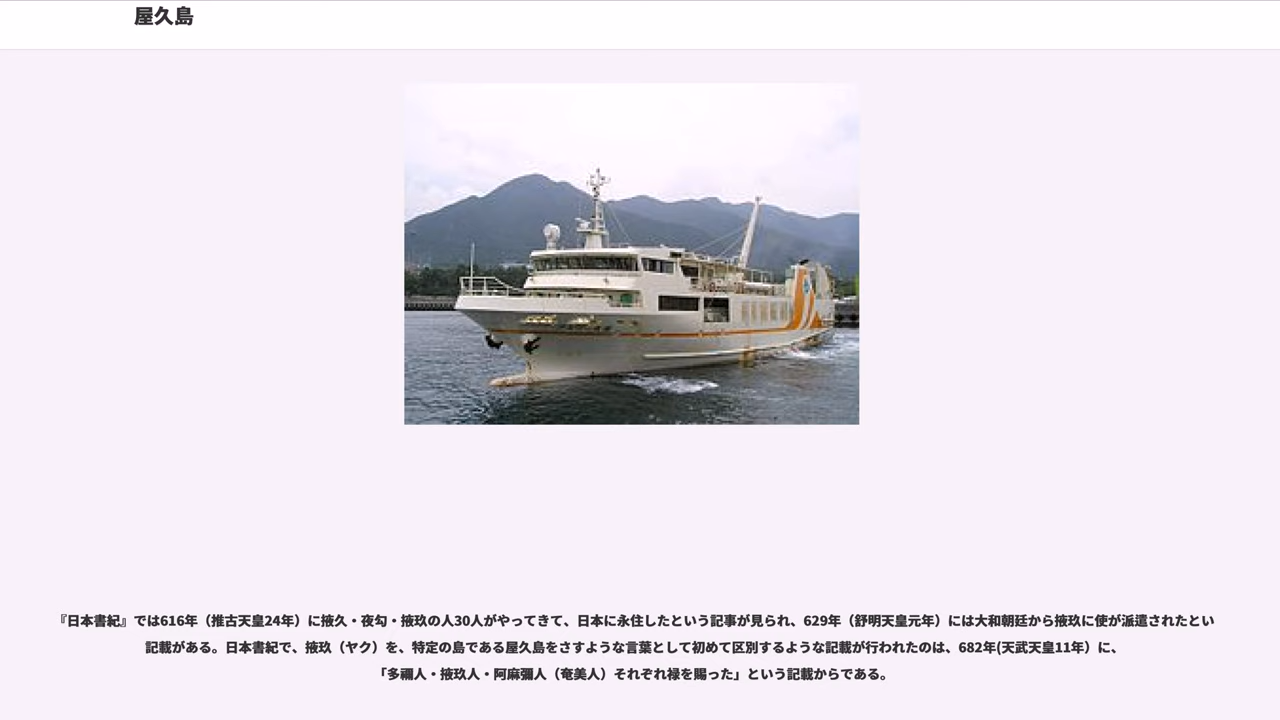 屋久島
『日本書紀』では616年（推古天皇24年）に掖久・夜勾・掖玖の人30人がやってきて、日本に永住したという記事が見られ、629年（舒明天皇元年）には大和朝廷から掖玖に使が派遣されたとい
記載がある。日本書紀で、掖玖（ヤク）を、特定の島である屋久島をさすような言葉として初めて区別するような記載が行われたのは、682年(天武天皇11年）に、
「多禰人・掖玖人・阿麻彌人（奄美人）それぞれ禄を賜った」という記載からである。